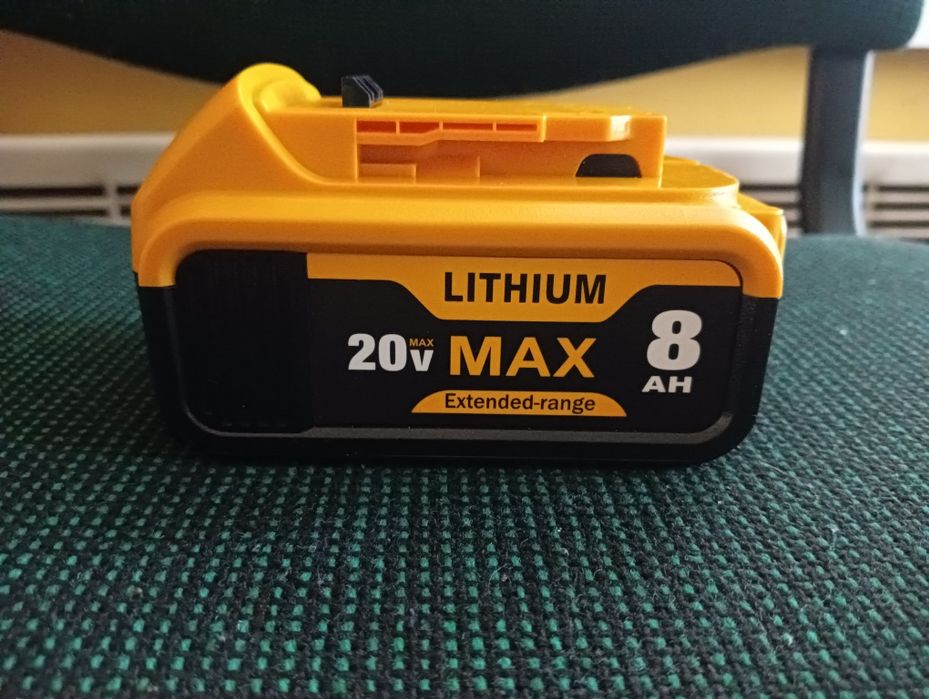 LITHIUM
20V MAX MAX
Extended-range
8
AH